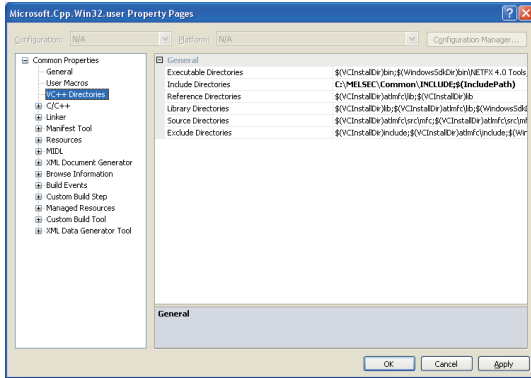 Microsoft.Cpp.Win32.user Property Pages
Configuration: N/A Platform: N/A Configuration Manager...
Common Properties
General
User Macros
VC++ Directories
C/C++
Linker
Manifest Tool
Resources
MIDL
XML Document Generator
Browse Information
Build Events
Custom Build Step
Managed Resources
Custom Build Tool
XML Data Generator Tool
General
Executable Directories $(VCInstallDir)bin;$(WindowsSdkDir)bin\NETFX 4.0 Tools
Include Directories C:\MELSEC\Common\INCLUDE;$(IncludePath)
Reference Directories $(VCInstallDir)atlmfc\lib;$(VCInstallDir)lib
Library Directories $(VCInstallDir)lib;$(VCInstallDir)atlmfc\lib;$(WindowsSdkD
Source Directories $(VCInstallDir)atlmfc\src\mfc;$(VCInstallDir)atlmfc\src\mf
Exclude Directories $(VCInstallDir)include;$(VCInstallDir)atlmfc\include;$(Win
General
OK Cancel Apply